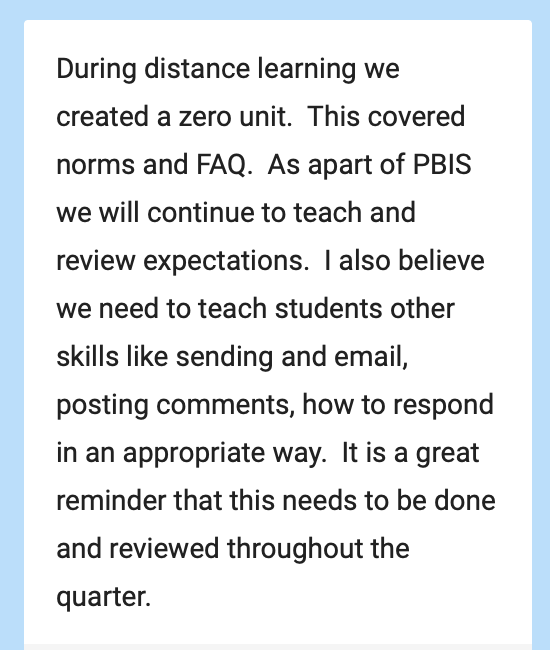 During distance learning we
created a zero unit.  This covered
norms and FAQ.  As apart of PBIS
we will continue to teach and
review expectations.  I also believe
we need to teach students other
skills like sending and email,
posting comments, how to respond
in an appropriate way.  It is a great
reminder that this needs to be done
and reviewed throughout the
quarter.